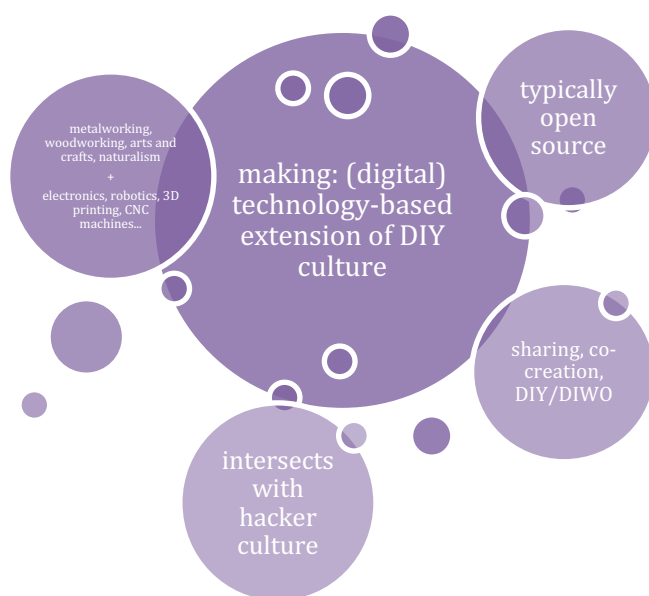 metalworking,
woodworking, arts and
crafts, naturalism
+
electronics, robotics, 3D
printing, CNC
machines...
making: (digital)
technology-based
extension of DIY
culture
typically
open
source
sharing, co-
creation,
DIY/DIWO
intersects
with
hacker
culture